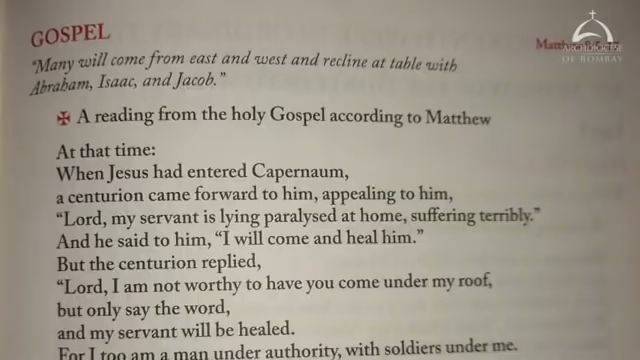 GOSPEL
Matthew
"Many will come from east and west and recline at table with
Abraham, Isaac, and Jacob."
✠ A reading from the holy Gospel according to Matthew
At that time:
When Jesus had entered Capernaum,
a centurion came forward to him, appealing to him,
"Lord, my servant is lying paralysed at home, suffering terribly."
And he said to him, "I will come and heal him."
But the centurion replied,
"Lord, I am not worthy to have you come under my roof,
but only say the word,
and my servant will be healed.
For I too am a man under authority, with soldiers under me.
ARCHDIOCESE
OF BOMBAY